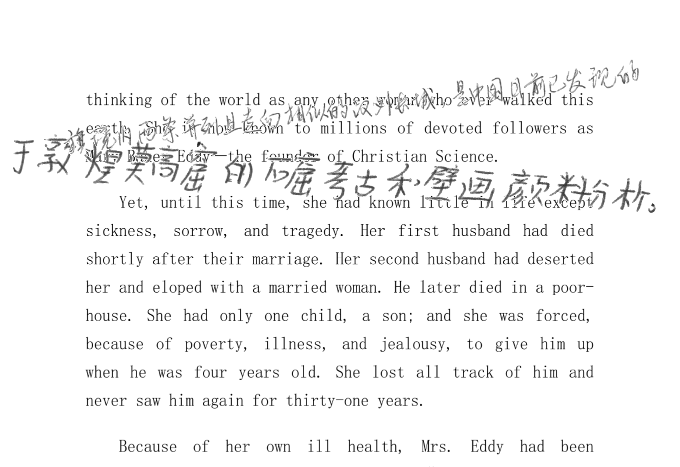 thinking of the world as any other woman who ever walked this
是中国目前已发现的
earth. She is now known to millions of devoted followers as
Mary Baker Eddy—the founder of Christian Science.
于敦煌莫高窟的石窟考古和壁画颜料分析。
Yet, until this time, she had known little in life except
sickness, sorrow, and tragedy. Her first husband had died
shortly after their marriage. Her second husband had deserted
her and eloped with a married woman. He later died in a poor-
house. She had only one child, a son; and she was forced,
because of poverty, illness, and jealousy, to give him up
when he was four years old. She lost all track of him and
never saw him again for thirty-one years.
Because of her own ill health, Mrs. Eddy had been